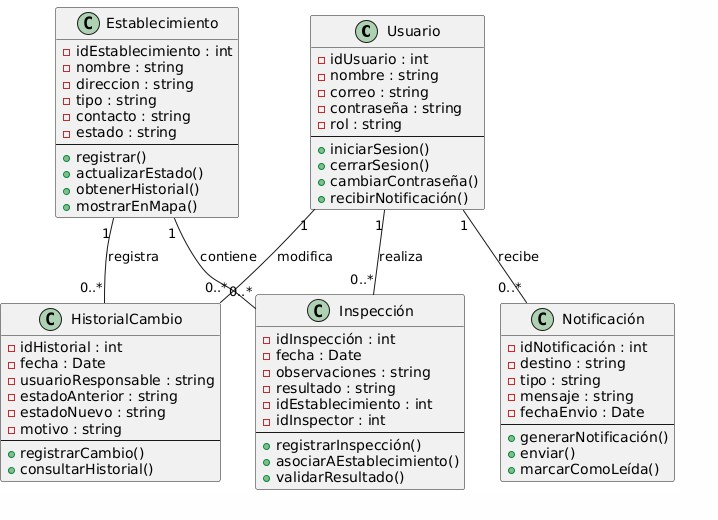 C Establecimiento
idEstablecimiento : int
nombre : string
direccion : string
tipo : string
contacto : string
estado : string
registrar()
actualizarEstado()
obtenerHistorial()
mostrarEnMapa()
C Usuario
idUsuario : int
nombre : string
correo : string
contraseña : string
rol : string
iniciarSesion()
cerrarSesion()
cambiarContraseña()
recibirNotificación()
1
1
1
1
1
registra
contiene
modifica
realiza
recibe
0..*
0..*
0..*
0..*
0..*
C HistorialCambio
idHistorial : int
fecha : Date
usuarioResponsable : string
estadoAnterior : string
estadoNuevo : string
motivo : string
registrarCambio()
consultarHistorial()
C Inspección
idInspección : int
fecha : Date
observaciones : string
resultado : string
idEstablecimiento : int
idInspector : int
registrarInspección()
asociarAEstablecimiento()
validarResultado()
C Notificación
idNotificación : int
destino : string
tipo : string
mensaje : string
fechaEnvio : Date
generarNotificación()
enviar()
marcarComoLeída()